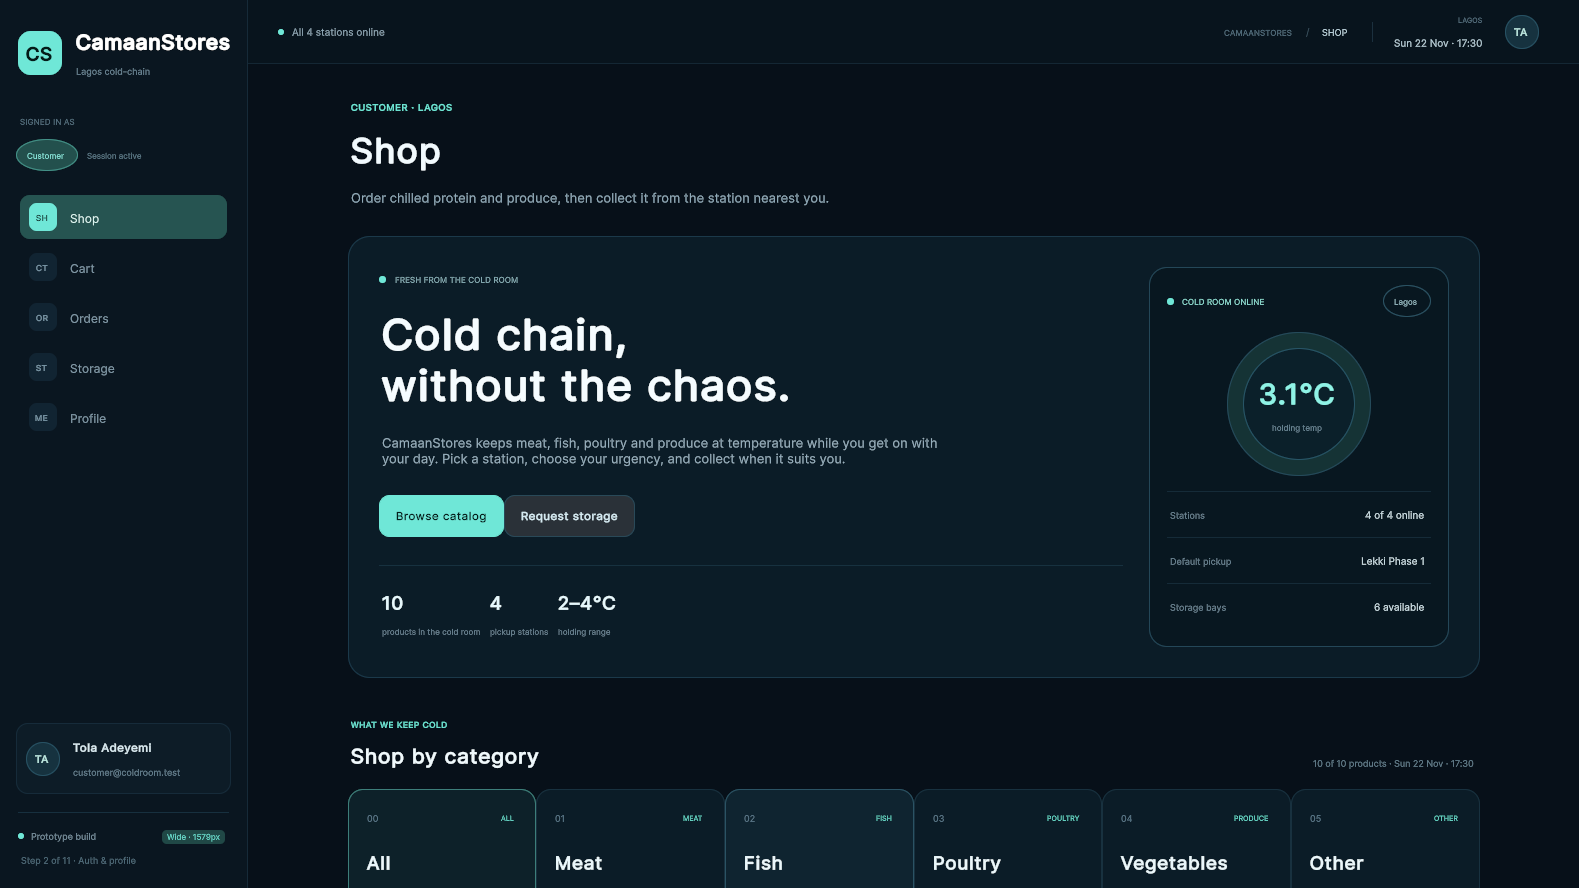 CS
CamaanStores
Lagos cold-chain
SIGNED IN AS
Customer
Session active
SH
Shop
CT
Cart
OR
Orders
ST
Storage
ME
Profile
TA
Tola Adeyemi
customer@coldroom.test
Prototype build
Wide · 1579px
Step 2 of 11 · Auth & profile
All 4 stations online
CAMAANSTORES / SHOP
LAGOS
Sun 22 Nov · 17:30
TA
CUSTOMER · LAGOS
Shop
Order chilled protein and produce, then collect it from the station nearest you.
FRESH FROM THE COLD ROOM
Cold chain,
without the chaos.
CamaanStores keeps meat, fish, poultry and produce at temperature while you get on with
your day. Pick a station, choose your urgency, and collect when it suits you.
Browse catalog
Request storage
10
products in the cold room
4
pickup stations
2–4°C
holding range
COLD ROOM ONLINE
Lagos
3.1°C
holding temp
Stations
4 of 4 online
Default pickup
Lekki Phase 1
Storage bays
6 available
WHAT WE KEEP COLD
Shop by category
10 of 10 products · Sun 22 Nov · 17:30
00
ALL
All
01
MEAT
Meat
02
FISH
Fish
03
POULTRY
Poultry
04
PRODUCE
Vegetables
05
OTHER
Other